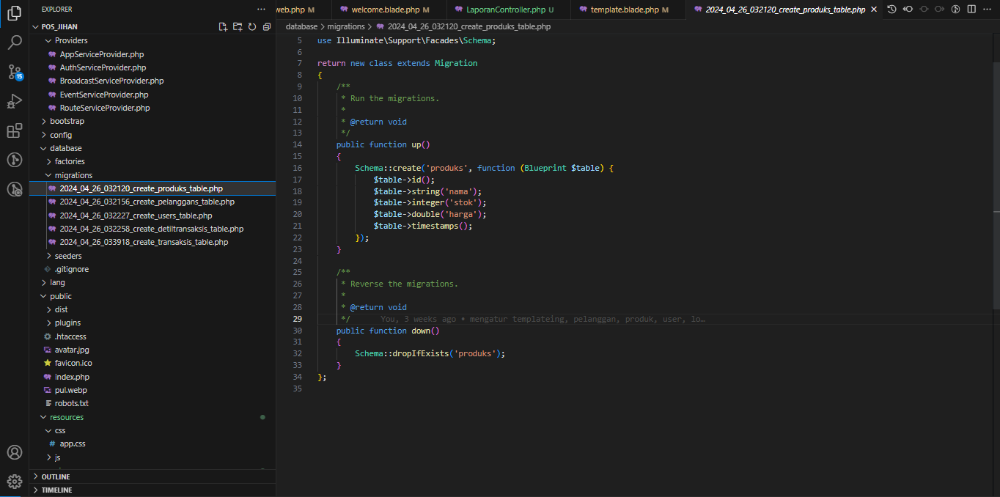 EXPLORER
web.php M
welcome.blade.php M
LaporanController.php U
template.blade.php M
2024_04_26_032120_create_produks_table.php
POS_JIHAN
database > migrations > 2024_04_26_032120_create_produks_table.php
Providers
AppServiceProvider.php
AuthServiceProvider.php
BroadcastServiceProvider.php
EventServiceProvider.php
RouteServiceProvider.php
bootstrap
config
database
factories
migrations
2024_04_26_032120_create_produks_table.php
2024_04_26_032156_create_pelanggans_table.php
2024_04_26_032227_create_users_table.php
2024_04_26_032258_create_detiltransaksis_table.php
2024_04_26_033918_create_transaksis_table.php
seeders
.gitignore
lang
public
dist
plugins
.htaccess
avatar.jpg
favicon.ico
index.php
pul.webp
robots.txt
resources
css
# app.css
js
OUTLINE
TIMELINE
15
5 use Illuminate\Support\Facades\Schema;
6
7 return new class extends Migration
8 {
9 /**
10 * Run the migrations.
11 *
12 * @return void
13 */
14 public function up()
15 {
16 Schema::create('produks', function (Blueprint $table) {
17 $table->id();
18 $table->string('nama');
19 $table->integer('stok');
20 $table->double('harga');
21 $table->timestamps();
22 });
23 }
24
25 /**
26 * Reverse the migrations.
27 *
28 * @return void
29 */ You, 3 weeks ago • mengatur templateing, pelanggan, produk, user, lo…
30 public function down()
31 {
32 Schema::dropIfExists('produks');
33 }
34 };
35